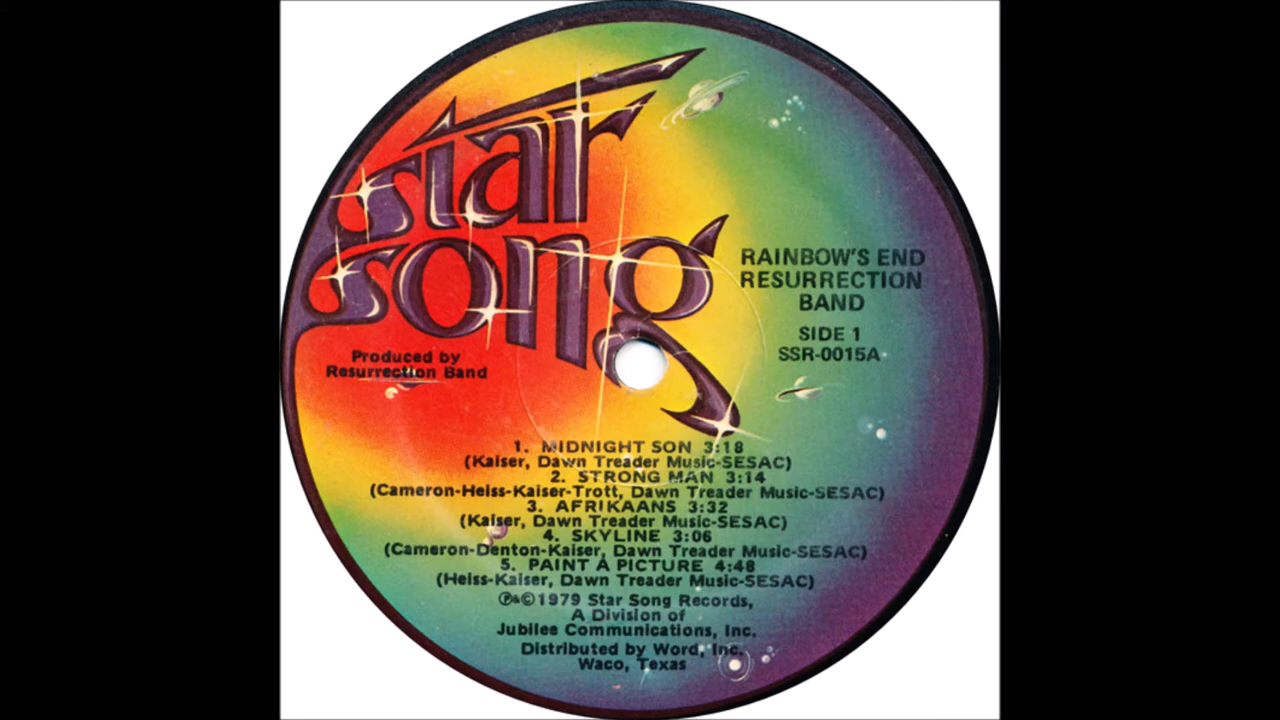 star
song
RAINBOW'S END
RESURRECTION
BAND
SIDE 1
SSR-0015A
Produced by
Resurrection Band
1. MIDNIGHT SON 3:18
(Kaiser, Dawn Treader Music-SESAC)
2. STRONG MAN 3:14
(Cameron-Heiss-Kaiser-Trott, Dawn Treader Music-SESAC)
3. AFRIKAANS 3:32
(Kaiser, Dawn Treader Music-SESAC)
4. SKYLINE 3:06
(Cameron-Denton-Kaiser, Dawn Treader Music-SESAC)
5. PAINT A PICTURE 4:48
(Heiss-Kaiser, Dawn Treader Music-SESAC)
Ⓟ&©1979 Star Song Records,
A Division of
Jubilee Communications, Inc.
Distributed by Word, Inc.
Waco, Texas